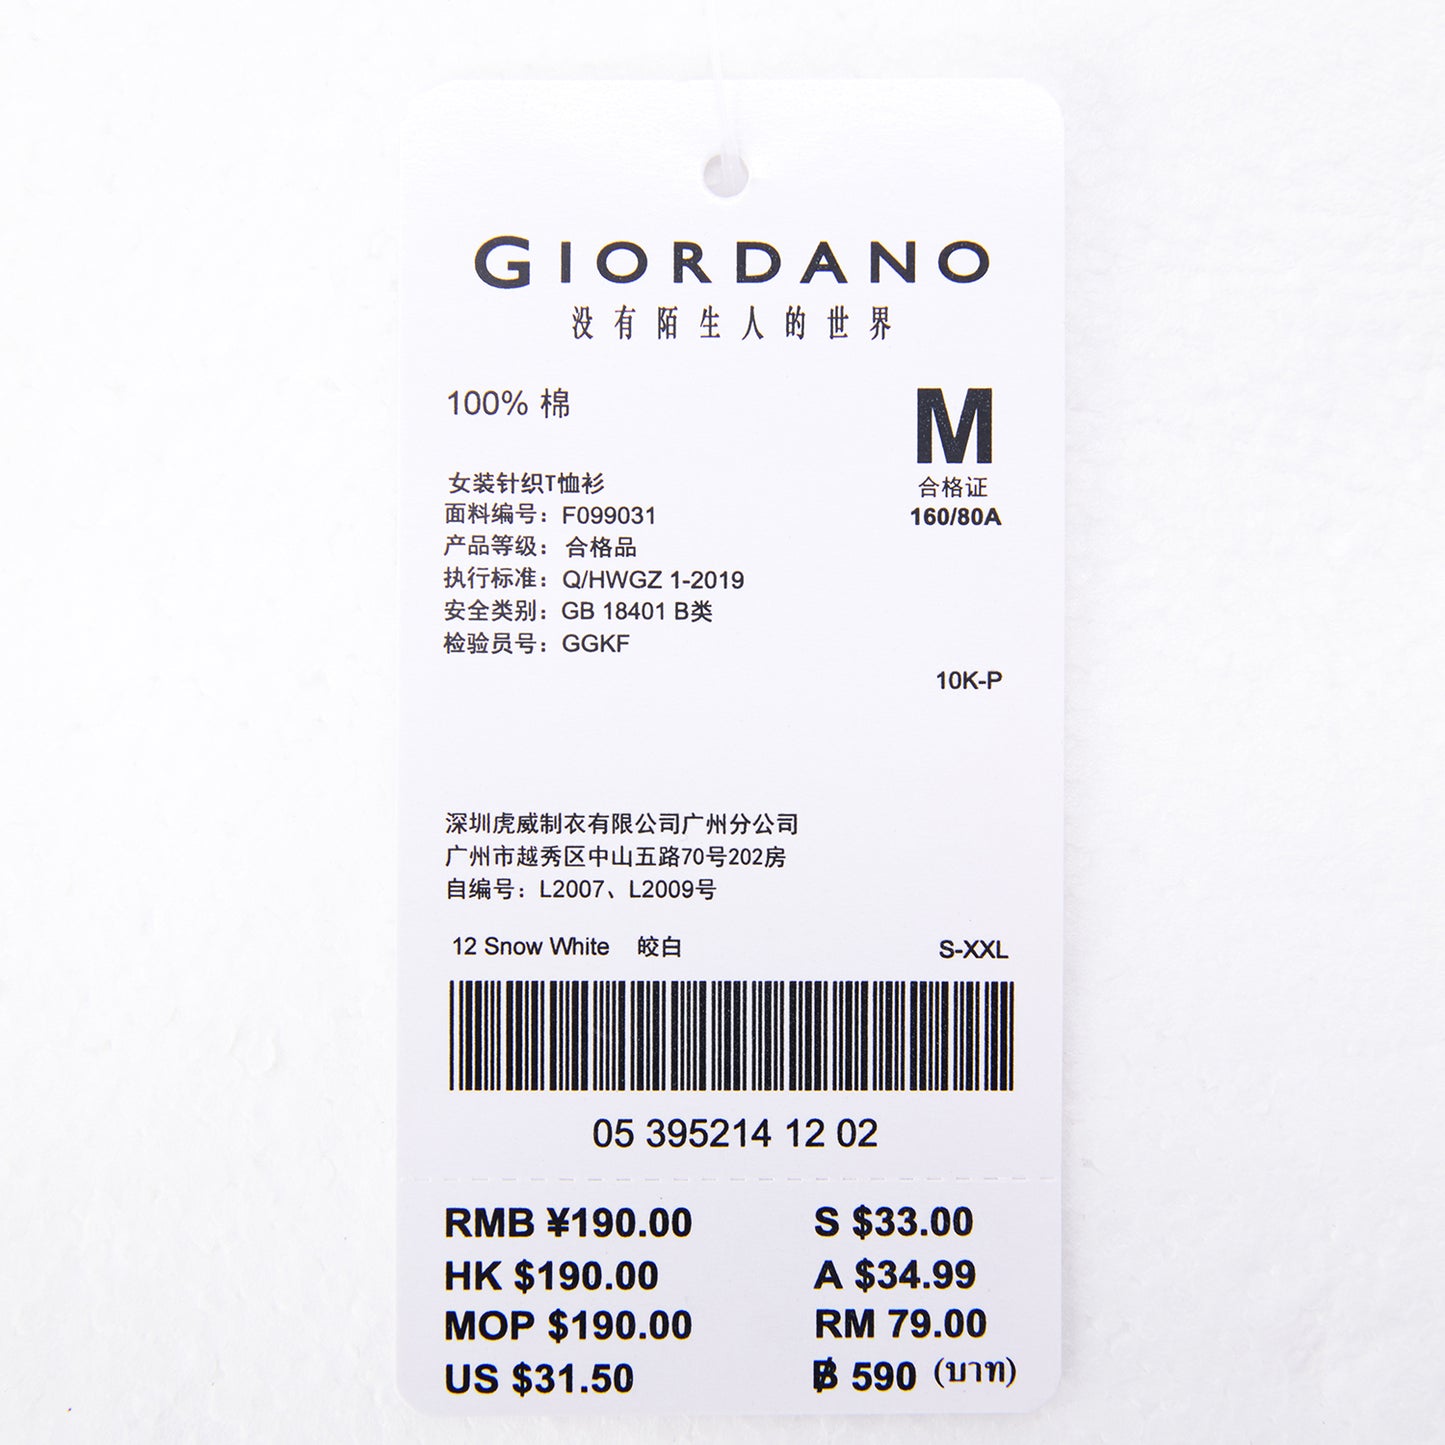 GIORDANO
没有陌生人的世界
100% 棉
M
合格证
160/80A
女装针织T恤衫
面料编号：F099031
产品等级：合格品
执行标准：Q/HWGZ 1-2019
安全类别：GB 18401 B类
检验员号：GGKF
10K-P
深圳虎威制衣有限公司广州分公司
广州市越秀区中山五路70号202房
自编号：L2007、L2009号
12 Snow White 皎白 S-XXL
05 395214 12 02
RMB ¥190.00 S $33.00
HK $190.00 A $34.99
MOP $190.00 RM 79.00
US $31.50 ฿ 590 (บาท)